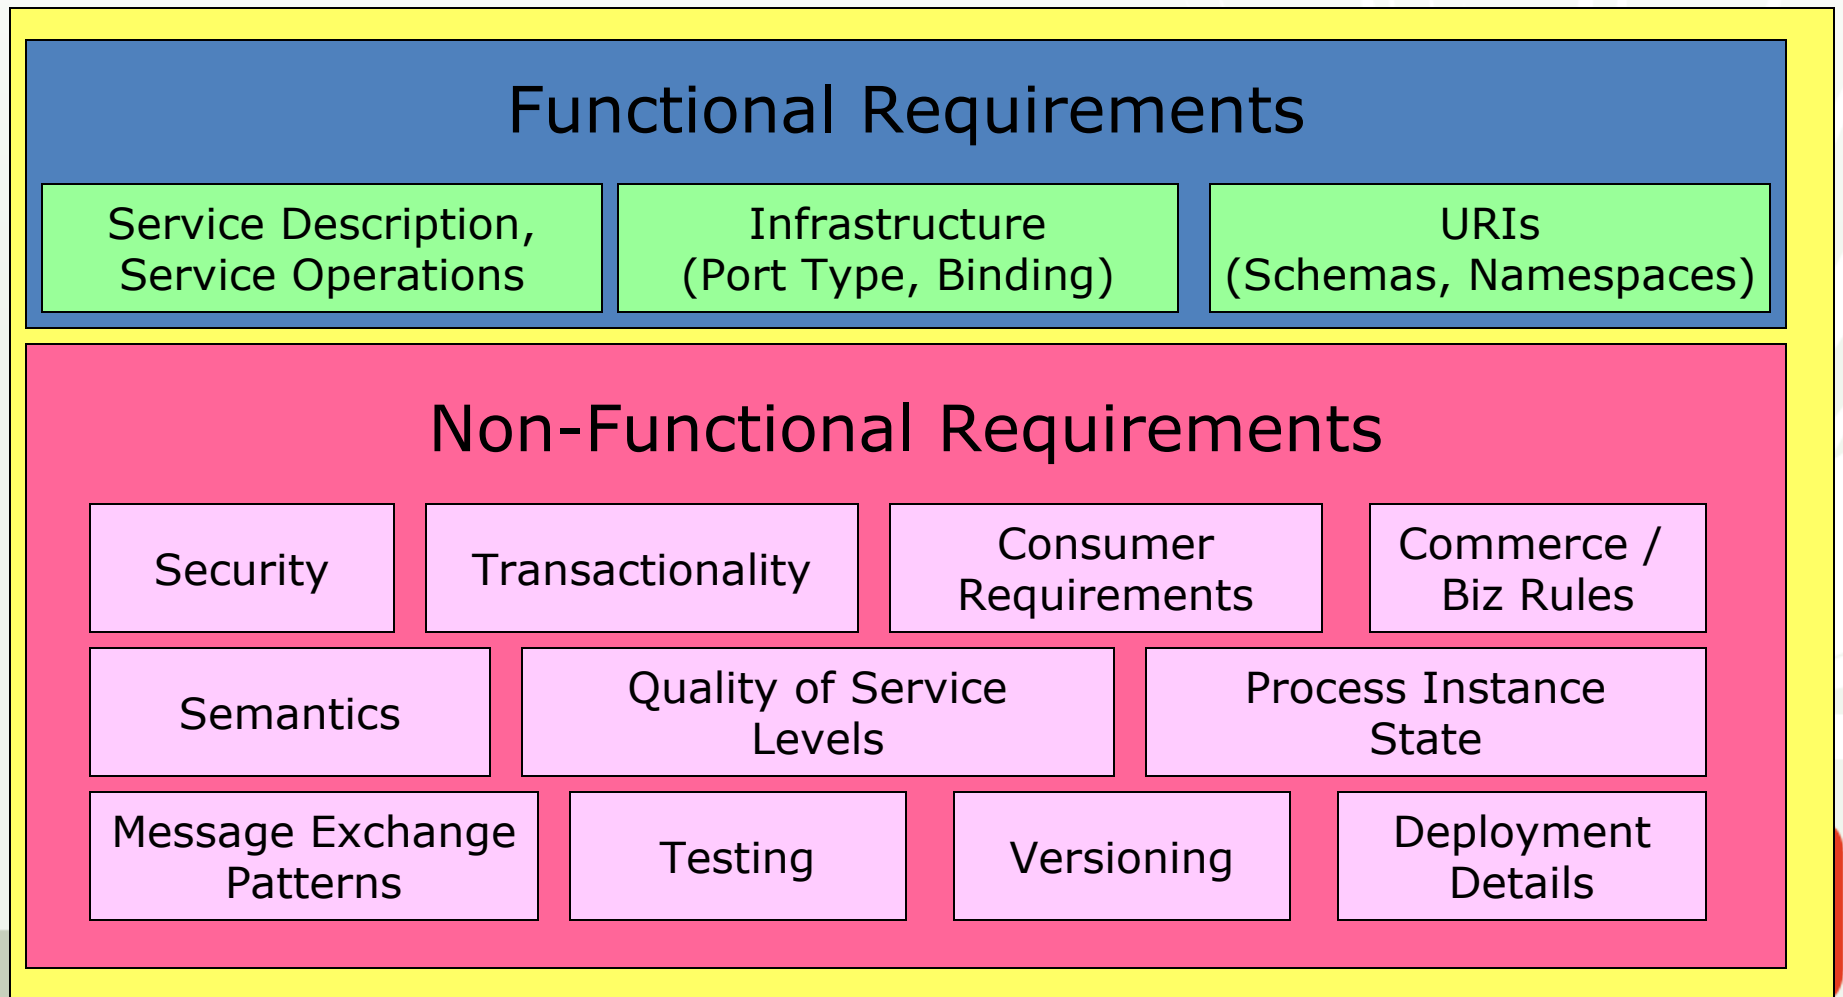 Functional Requirements
Service Description,
Service Operations
Infrastructure
(Port Type, Binding)
URIs
(Schemas, Namespaces)
Non-Functional Requirements
Security
Transactionality
Consumer
Requirements
Commerce /
Biz Rules
Semantics
Quality of Service
Levels
Process Instance
State
Message Exchange
Patterns
Testing
Versioning
Deployment
Details